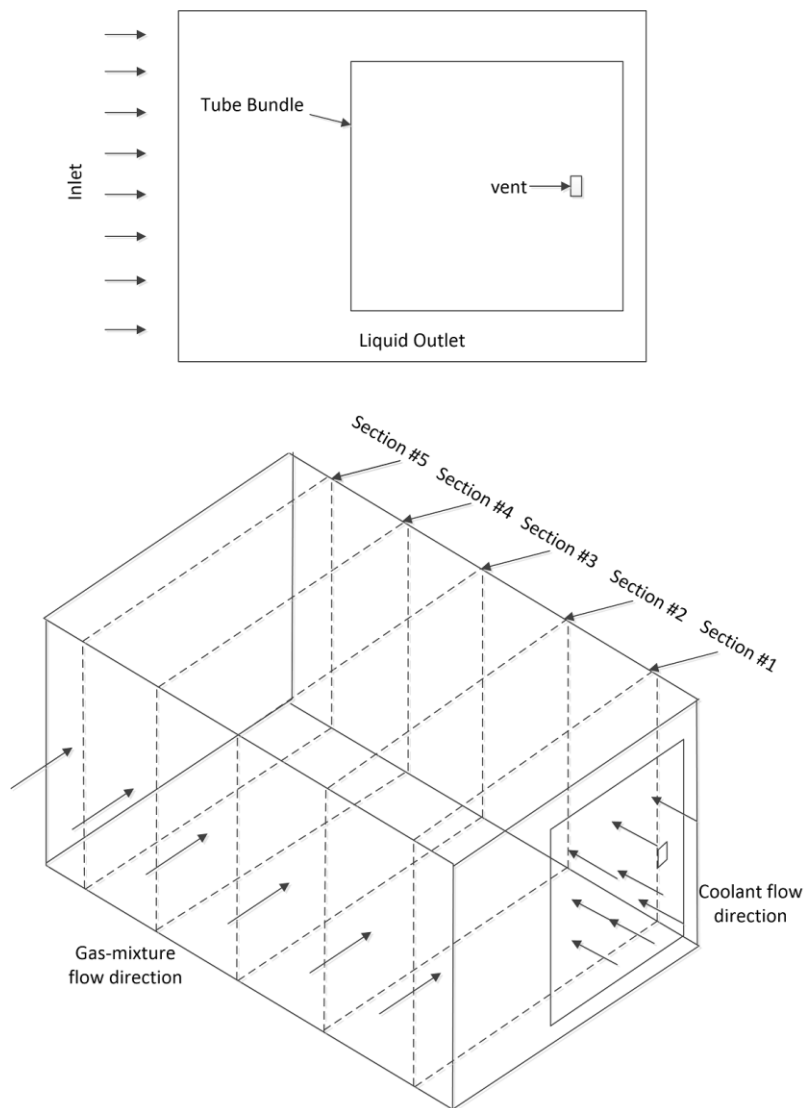 Inlet
Tube Bundle
vent
Liquid Outlet
Section #5
Section #4
Section #3
Section #2
Section #1
Coolant flow
direction
Gas-mixture
flow direction